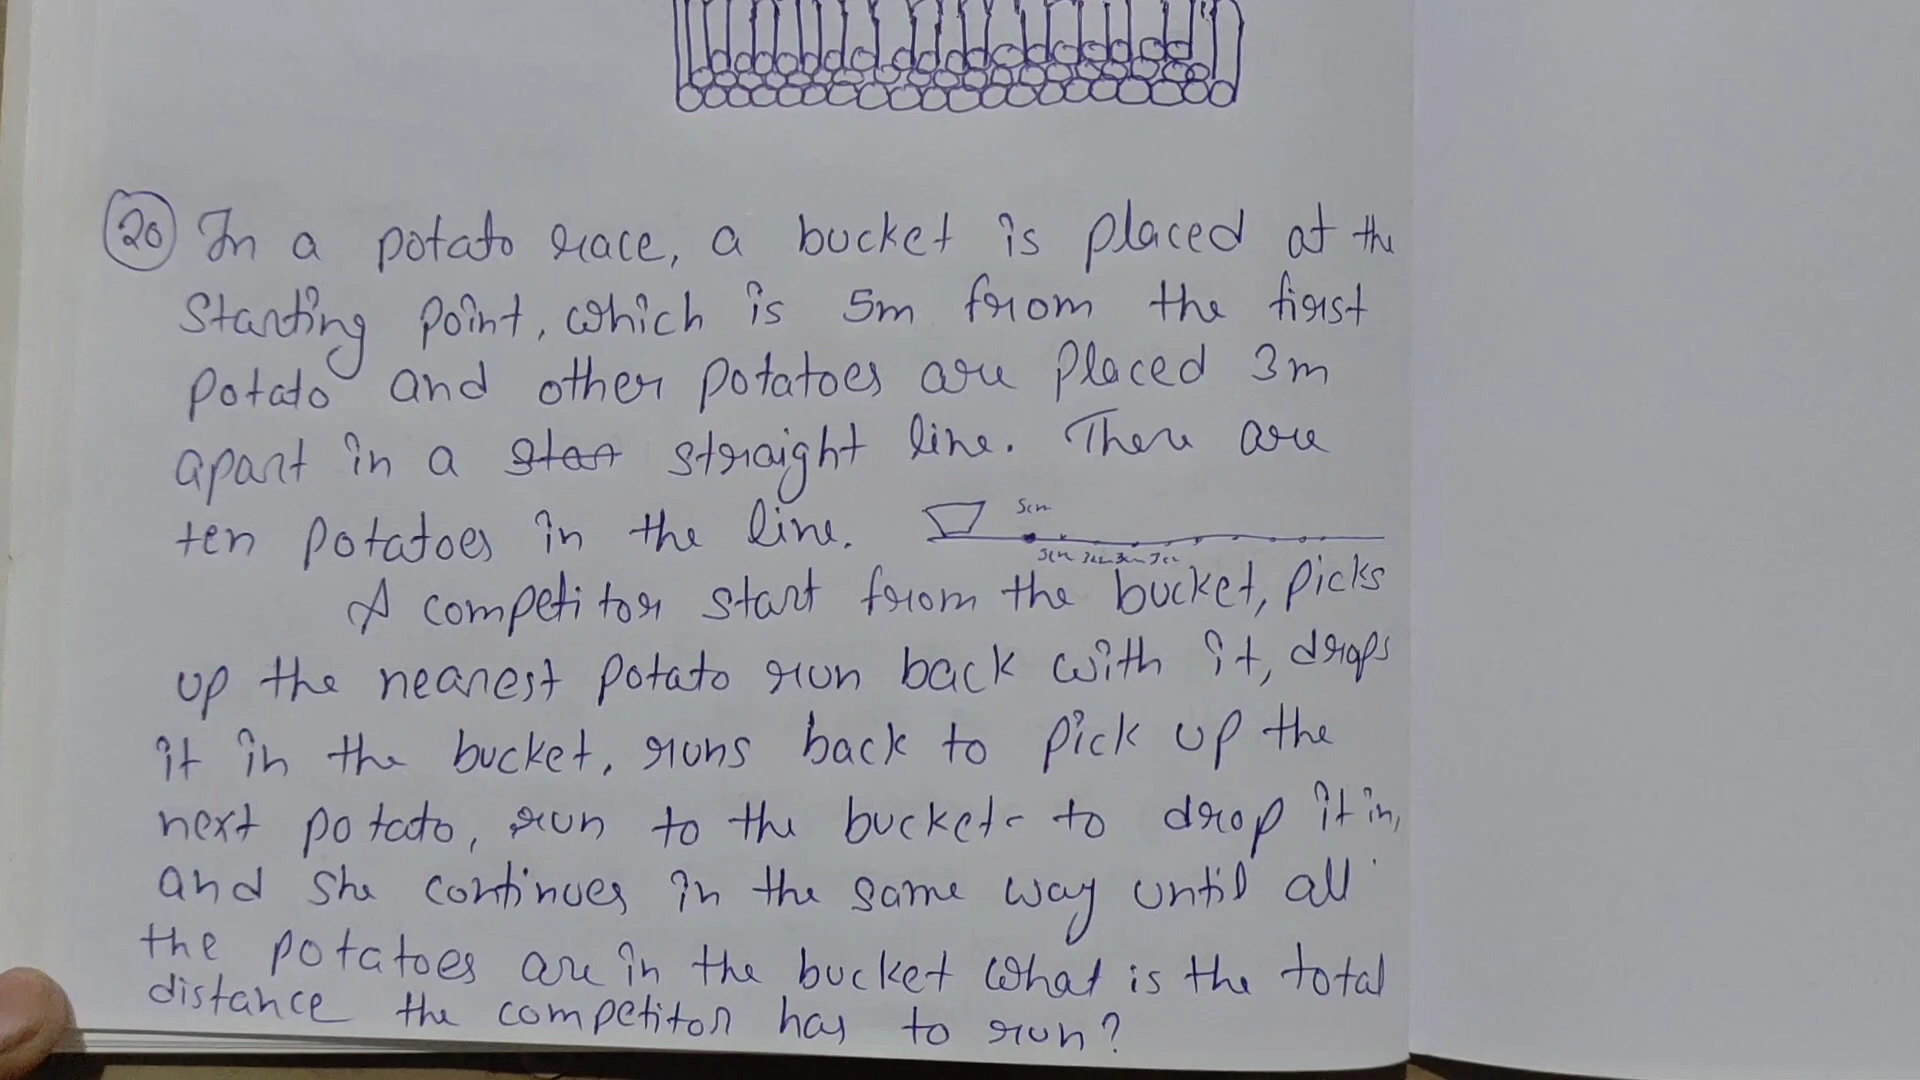 20 In a potato race, a bucket is placed at the
Starting point, which is 5m from the first
potato and other potatoes are placed 3m
apart in a straight line. There are
ten potatoes in the line.
5m
3m 3m
A competitor start from the bucket, picks
up the nearest potato run back with it, drops
it in the bucket, runs back to pick up the
next potato, run to the bucket to drop it in,
and she continues in the same way until all
the potatoes are in the bucket what is the total
distance the competitor has to run?